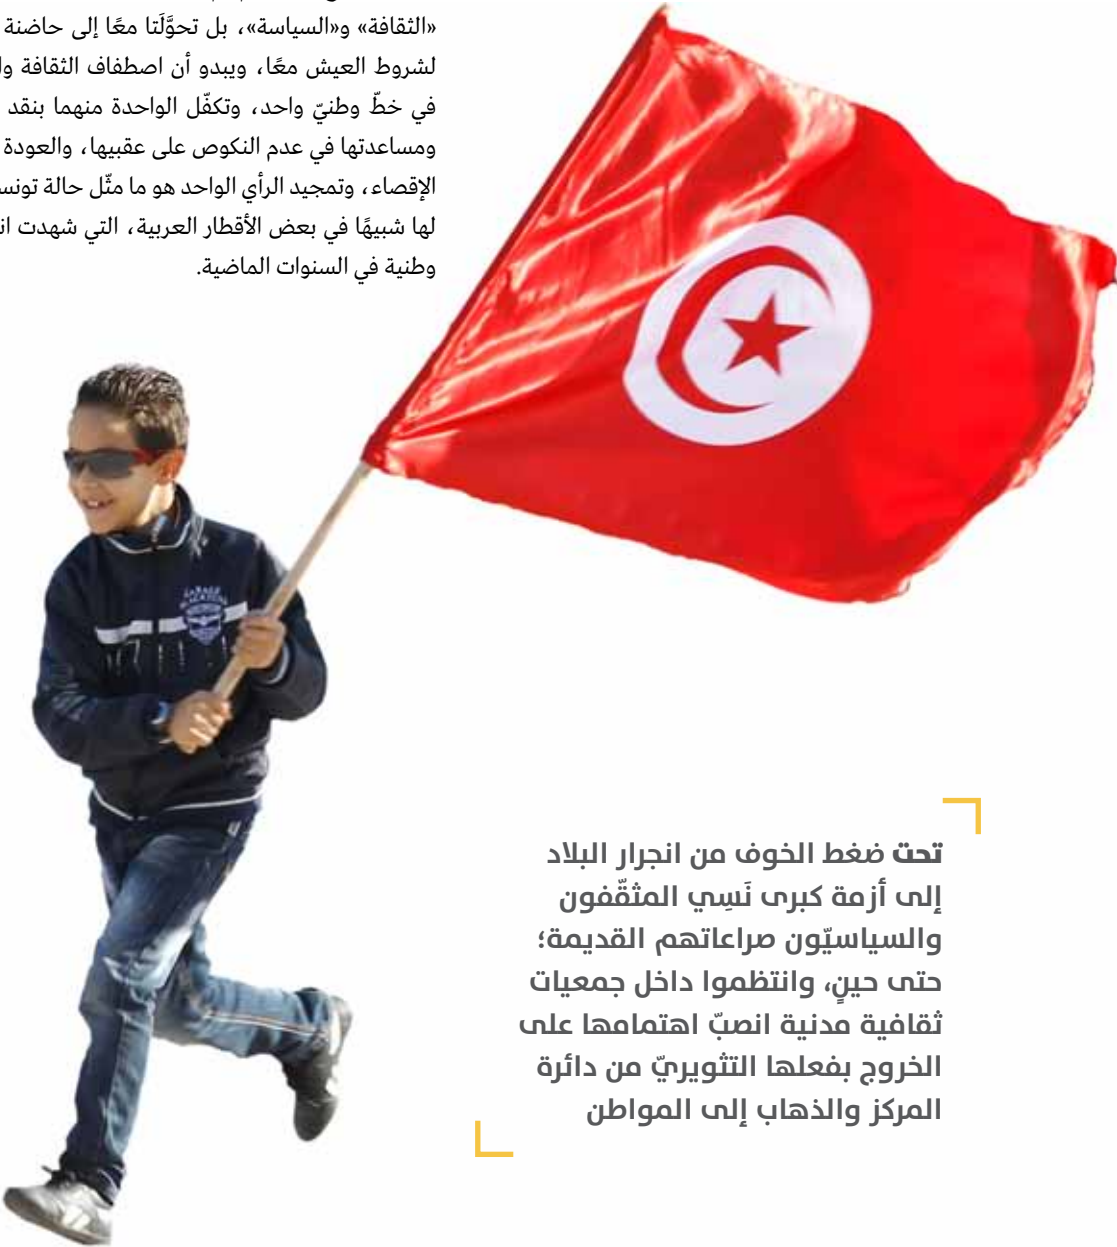 «الثقافة» و«السياسة»، بل تحوَّلَتا معًا إلى حاضنة
لشروط العيش معًا، ويبدو أن اصطفاف الثقافة
في خطّ وطنيّ واحد، وتكفّل الواحدة منهما بنقد
ومساعدتها في عدم النكوص على عقبيها، والعودة
الإقصاء، وتمجيد الرأي الواحد هو ما مثّل حالة
لها شبيهًا في بعض الأقطار العربية، التي شهدت
وطنية في السنوات الماضية.
تحت ضغط الخوف من انجرار البلاد
إلى أزمة كبرى نَسِي المثقّفون
والسياسيّون صراعاتهم القديمة؛
حتى حينٍ، وانتظموا داخل جمعيات
ثقافية مدنية انصبّ اهتمامها على
الخروج بفعلها التثويريّ من دائرة
المركز والذهاب إلى المواطن